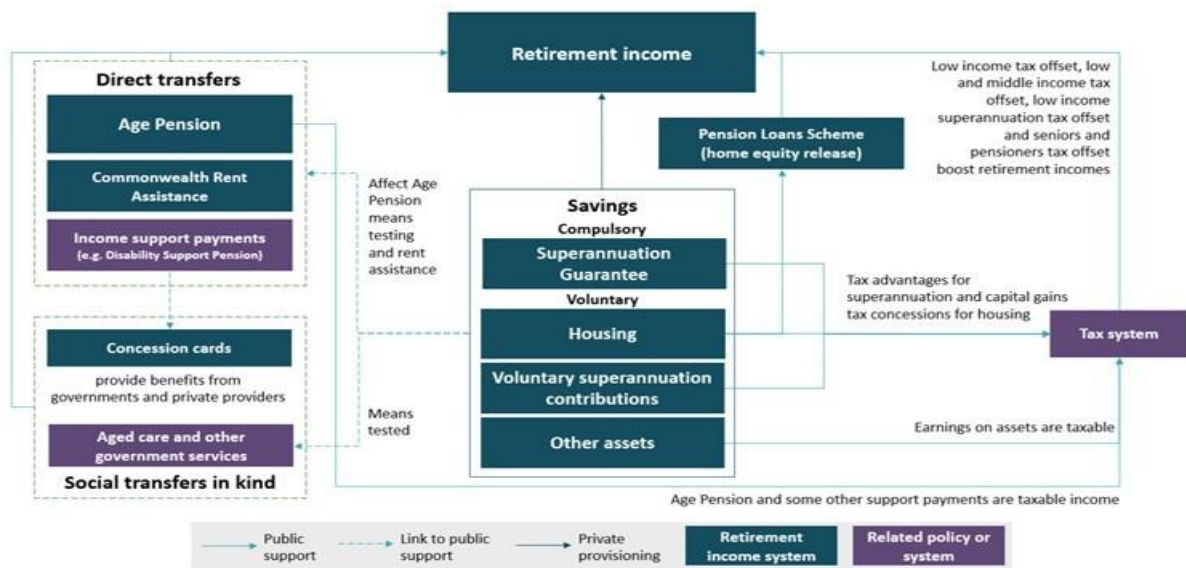 Retirement income
Direct transfers
Age Pension
Commonwealth Rent
Assistance
Income support payments
(e.g. Disability Support Pension)
Concession cards
provide benefits from
governments and private providers
Aged care and other
government services
Social transfers in kind
Affect Age
Pension
means
testing
and rent
assistance
Means
tested
Savings
Compulsory
Superannuation
Guarantee
Voluntary
Housing
Voluntary superannuation
contributions
Other assets
Pension Loans Scheme
(home equity release)
Low income tax offset, low
and middle income tax
offset, low income
superannuation tax offset
and seniors and
pensioners tax offset
boost retirement incomes
Tax advantages for
superannuation and capital gains
tax concessions for housing
Tax system
Earnings on assets are taxable
Age Pension and some other support payments are taxable income
Public
support
Link to public
support
Private
provisioning
Retirement
income system
Related policy or
system